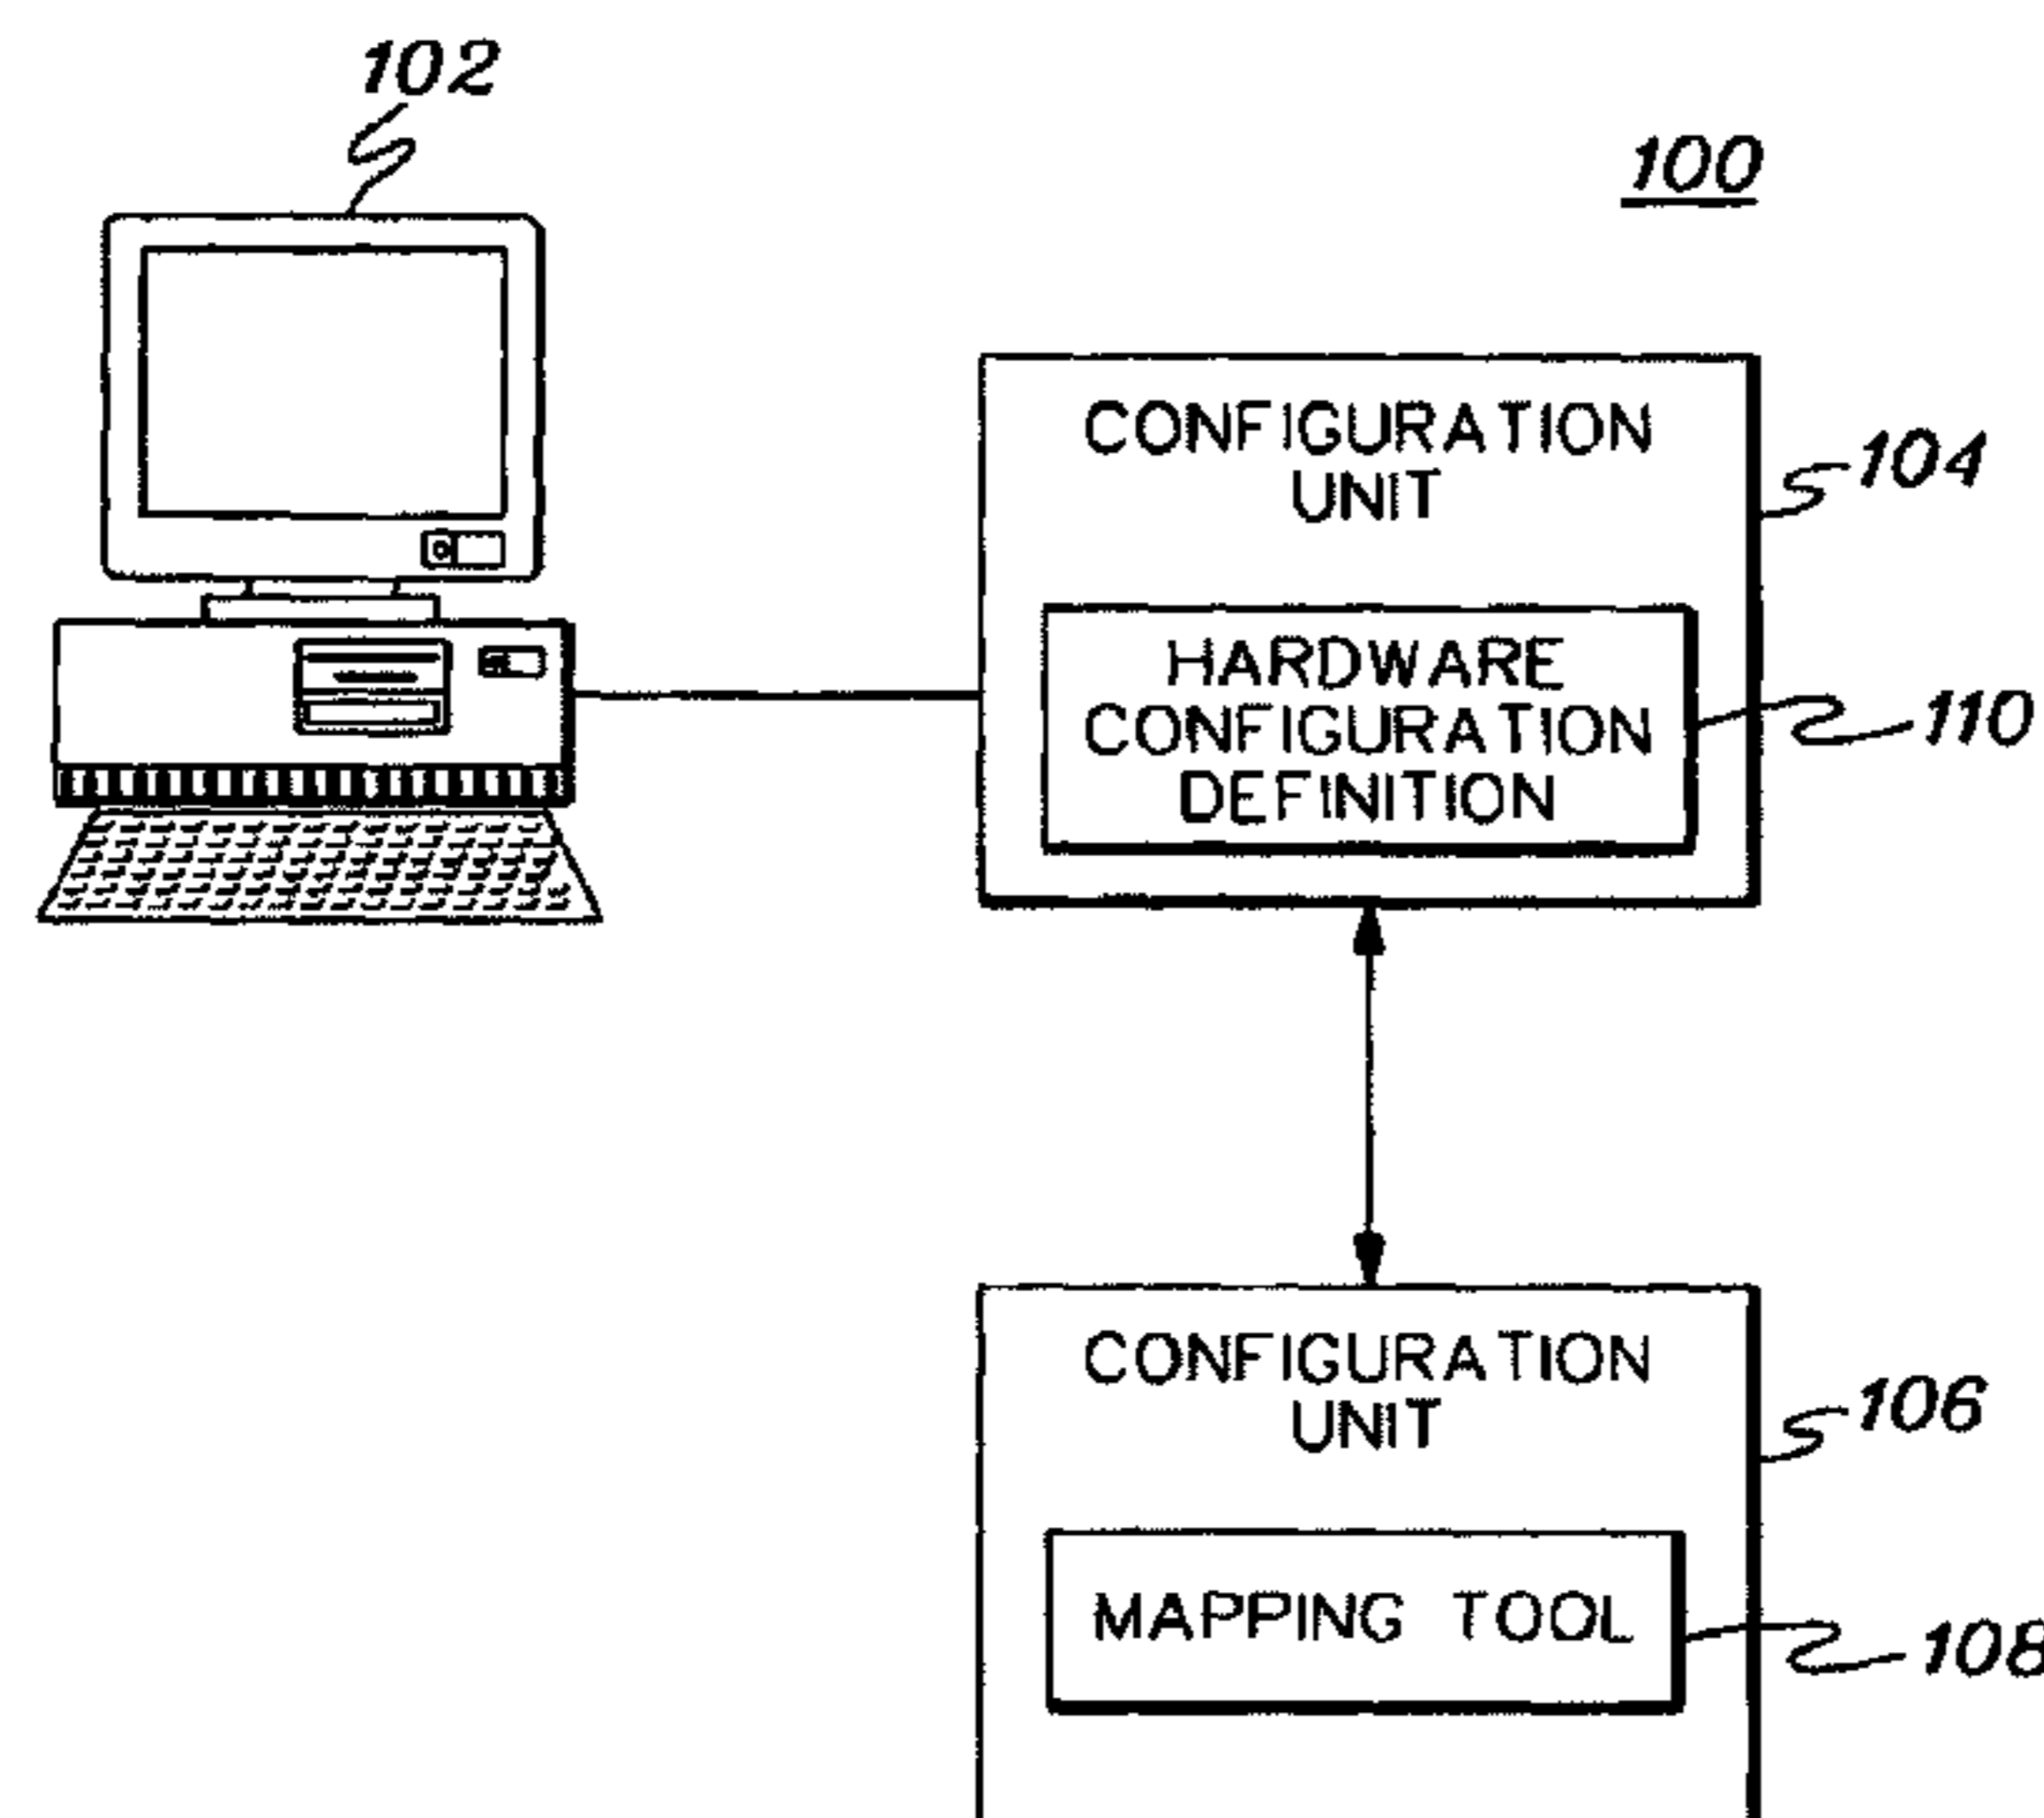 102
100
CONFIGURATION
UNIT
104
HARDWARE
CONFIGURATION
DEFINITION
110
CONFIGURATION
UNIT
106
MAPPING TOOL
108